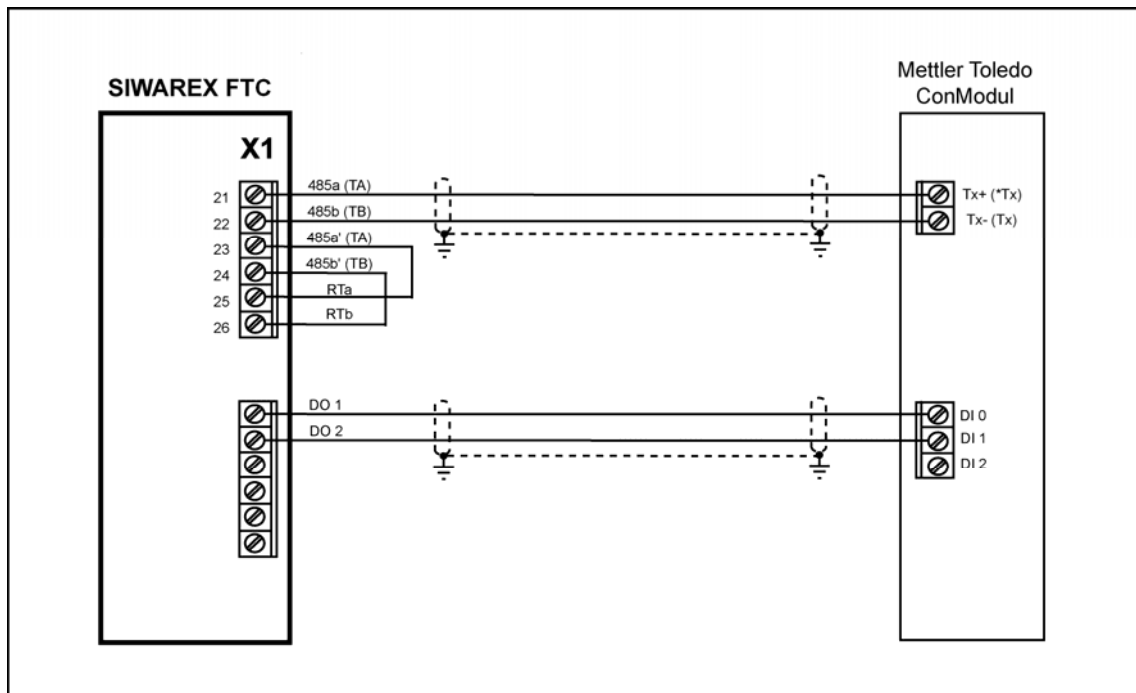 SIWAREX FTC
Mettler Toledo
ConModul
X1
21
485a (TA)
Tx+ (*Tx)
22
485b (TB)
Tx- (Tx)
23
485a' (TA)
24
485b' (TB)
25
RTa
26
RTb
DO 1
DI 0
DO 2
DI 1
DI 2